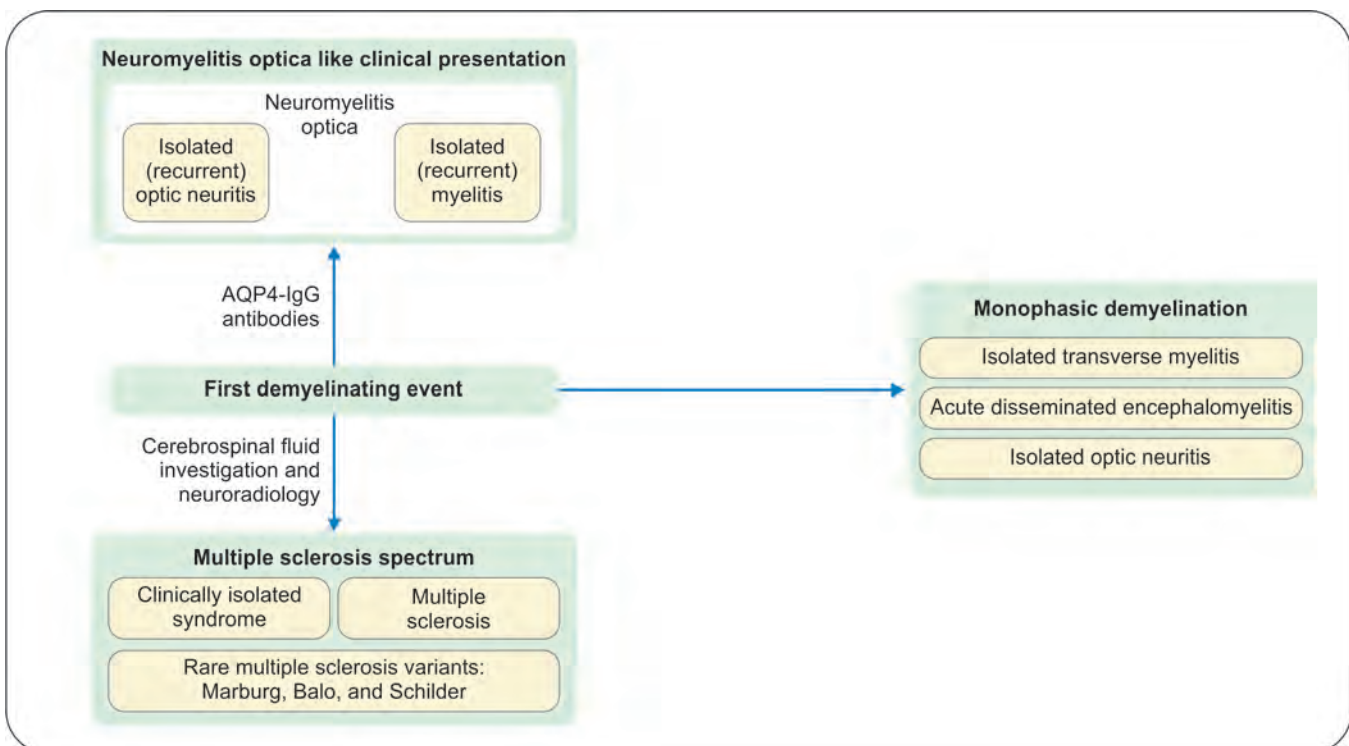 Neuromyelitis optica like clinical presentation
Neuromyelitis
optica
Isolated
(recurrent)
optic neuritis
Isolated
(recurrent)
myelitis
AQP4-IgG
antibodies
First demyelinating event
Cerebrospinal fluid
investigation and
neuroradiology
Multiple sclerosis spectrum
Clinically isolated
syndrome
Multiple
sclerosis
Rare multiple sclerosis variants:
Marburg, Balo, and Schilder
Monophasic demyelination
Isolated transverse myelitis
Acute disseminated encephalomyelitis
Isolated optic neuritis